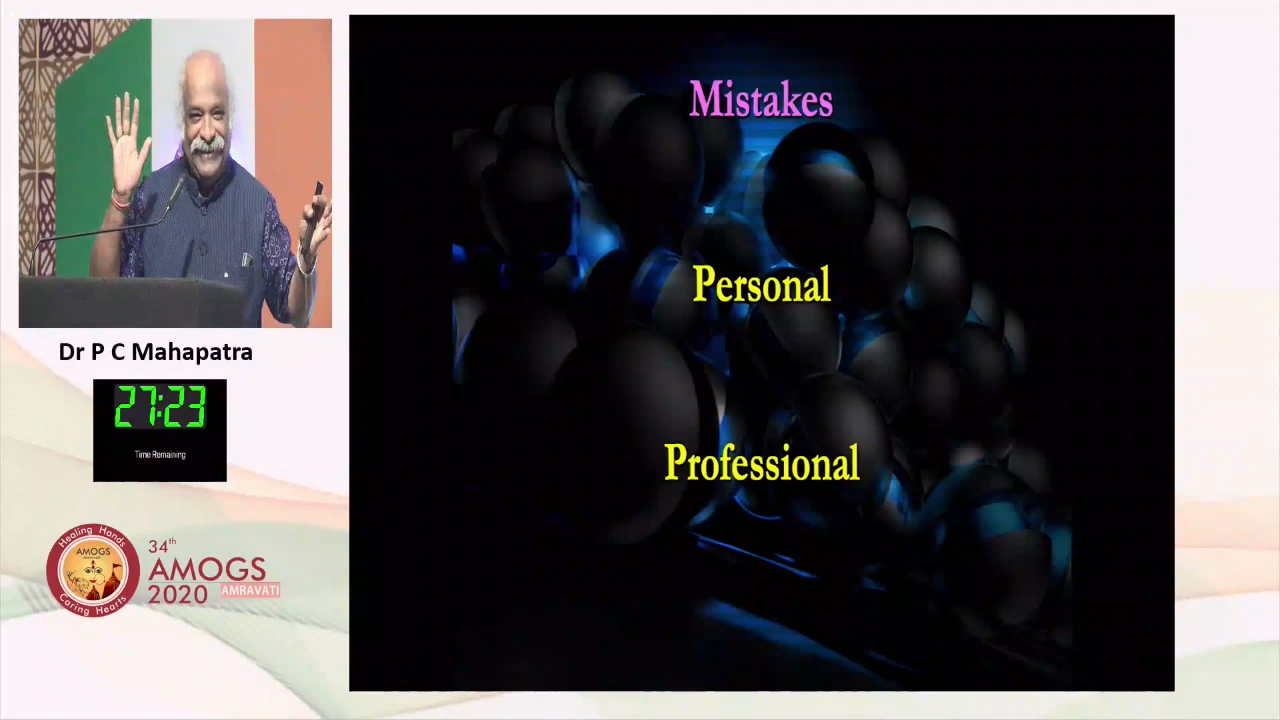 Mistakes
Personal
Professional
Dr P C Mahapatra
27:23
Time Remaining
Healing Hands
AMOGS
Caring Hearts
34th
AMOGS
2020 AMRAVATI